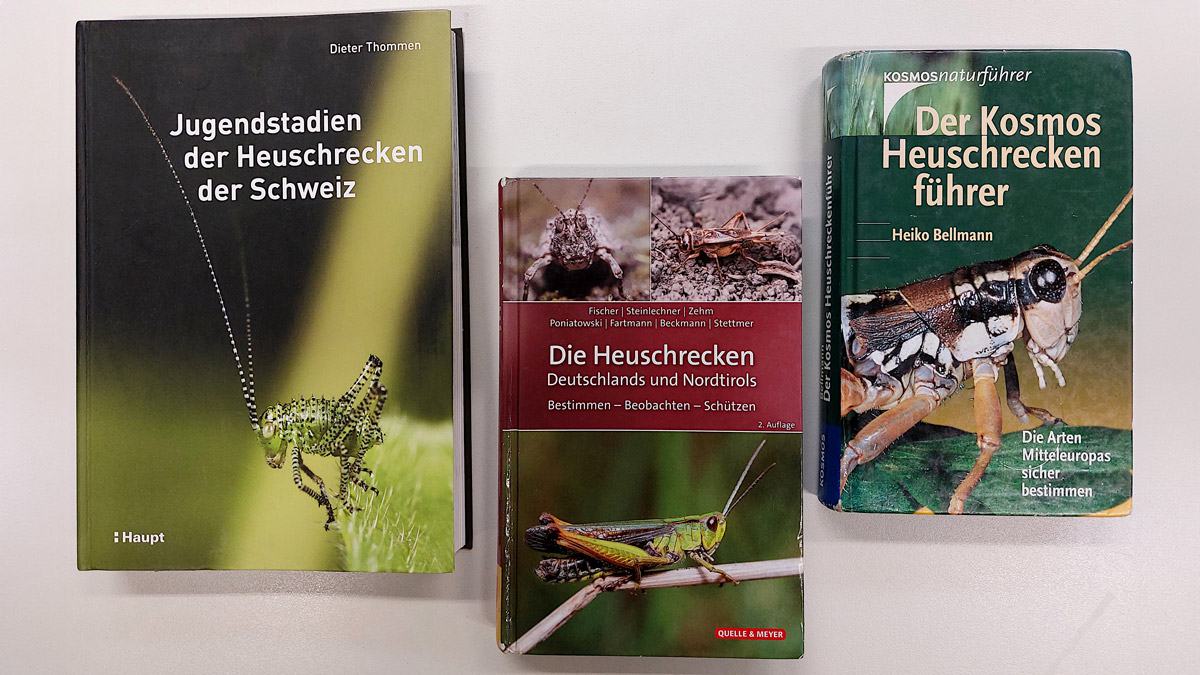 Dieter Thommen
Jugendstadien
der Heuschrecken
der Schweiz
Haupt
Fischer | Steinlechner | Zehm
Poniatowski | Fartmann | Beckmann | Stettmer
Die Heuschrecken
Deutschlands und Nordtirols
Bestimmen – Beobachten – Schützen
2. Auflage
QUELLE & MEYER
KOSMOSnaturführer
Der Kosmos
Heuschrecken
führer
Heiko Bellmann
Die Arten
Mitteleuropas
sicher
bestimmen
Bellmann
Der Kosmos Heuschreckenführer
KOSMOS